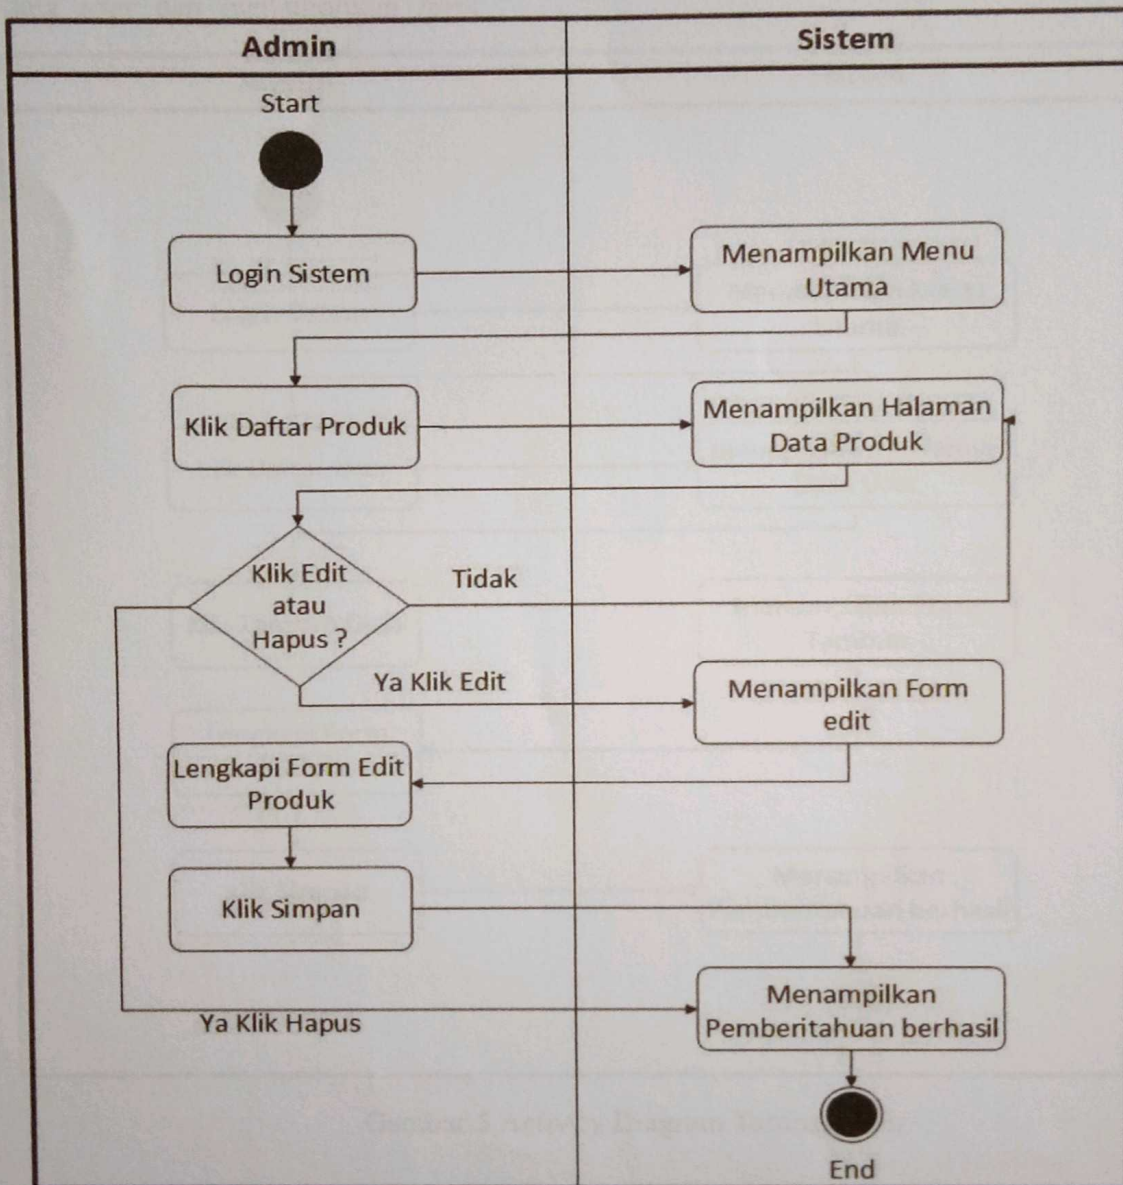 Admin
Sistem
Start
Login Sistem
Menampilkan Menu
Utama
Klik Daftar Produk
Menampilkan Halaman
Data Produk
Klik Edit
atau
Hapus ?
Tidak
Ya Klik Edit
Menampilkan Form
edit
Lengkapi Form Edit
Produk
Klik Simpan
Menampilkan
Pemberitahuan berhasil
Ya Klik Hapus
End